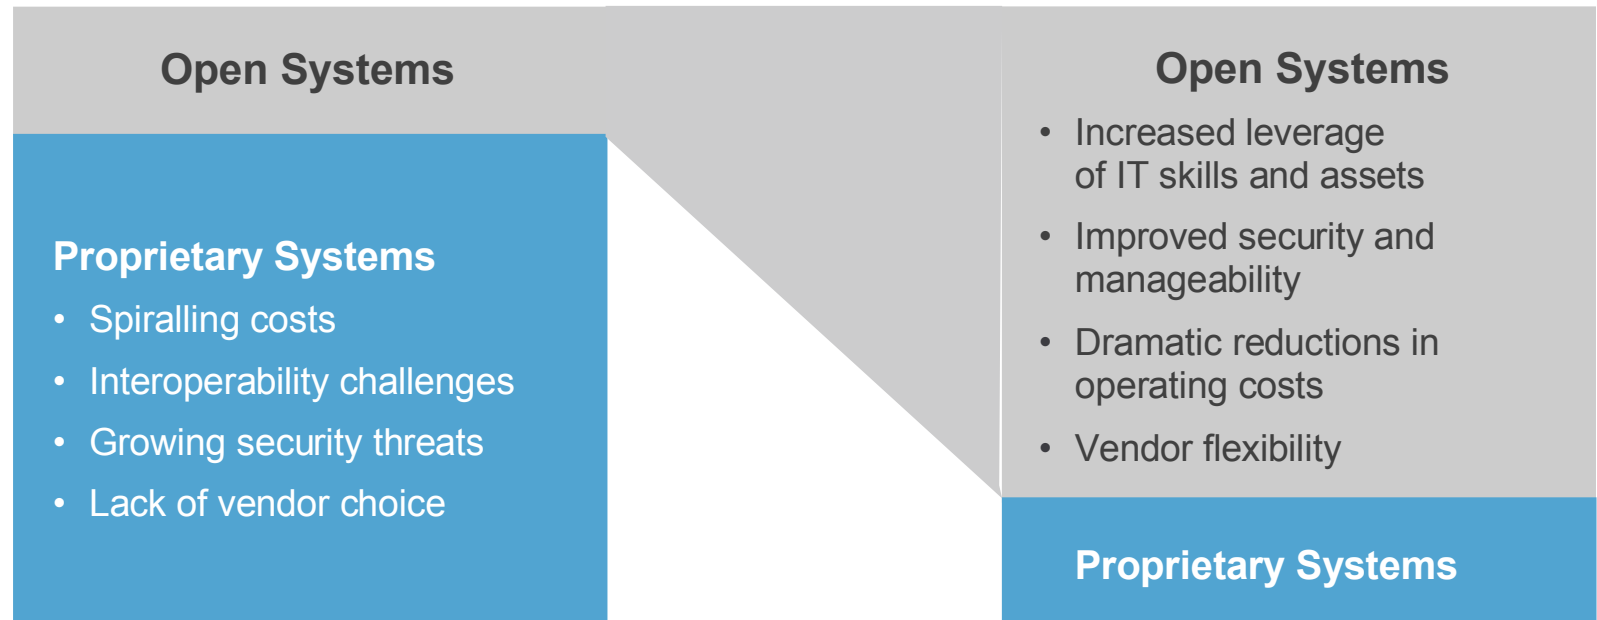 Open Systems
Proprietary Systems
• Spiralling costs
• Interoperability challenges
• Growing security threats
• Lack of vendor choice
Open Systems
• Increased leverage
of IT skills and assets
• Improved security and
manageability
• Dramatic reductions in
operating costs
• Vendor flexibility
Proprietary Systems